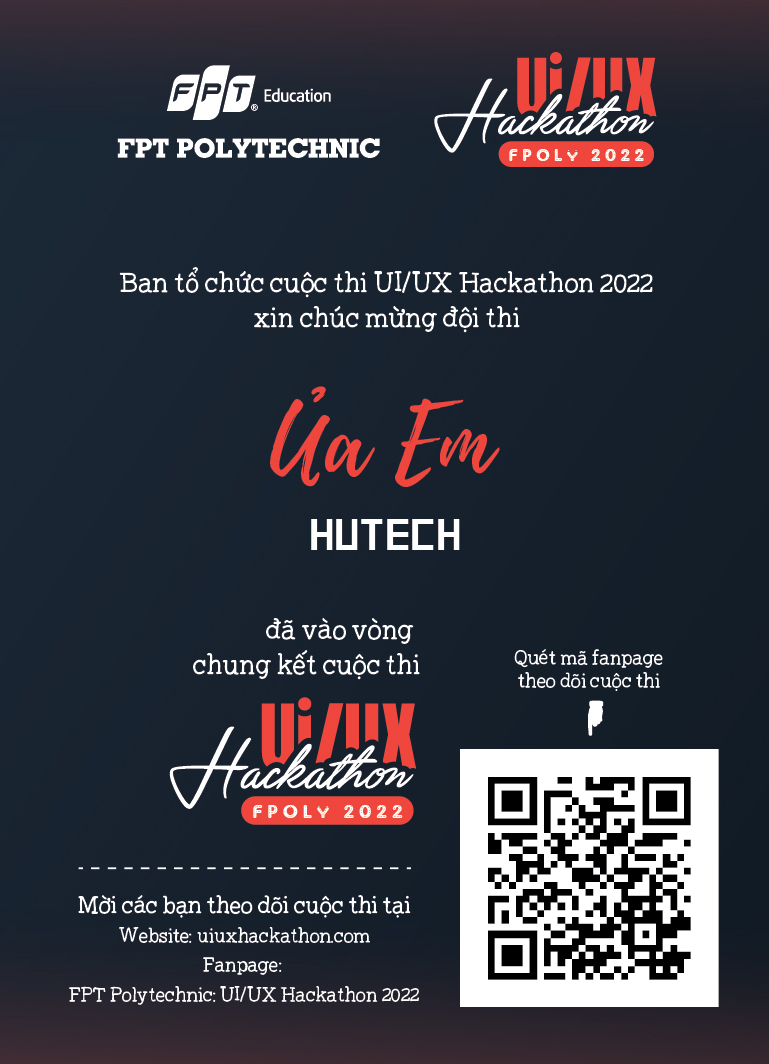 FPT® Education
FPT POLYTECHNIC
Ui/UX
Hackathon
FPOLY 2022
Ban tổ chức cuộc thi UI/UX Hackathon 2022
xin chúc mừng đội thi
Ủa Em
HUTECH
đã vào vòng
chung kết cuộc thi
Ui/UX
Hackathon
FPOLY 2022
Quét mã fanpage
theo dõi cuộc thi
Mời các bạn theo dõi cuộc thi tại
Website: uiuxhackathon.com
Fanpage:
FPT Polytechnic: UI/UX Hackathon 2022